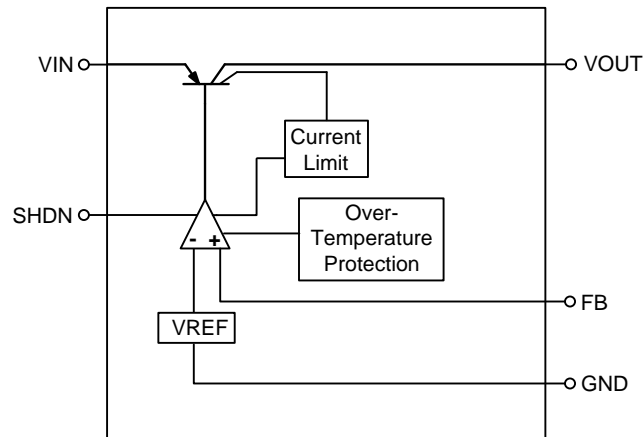 VIN
VOUT
Current
Limit
SHDN
Over-
Temperature
Protection
- +
FB
VREF
GND